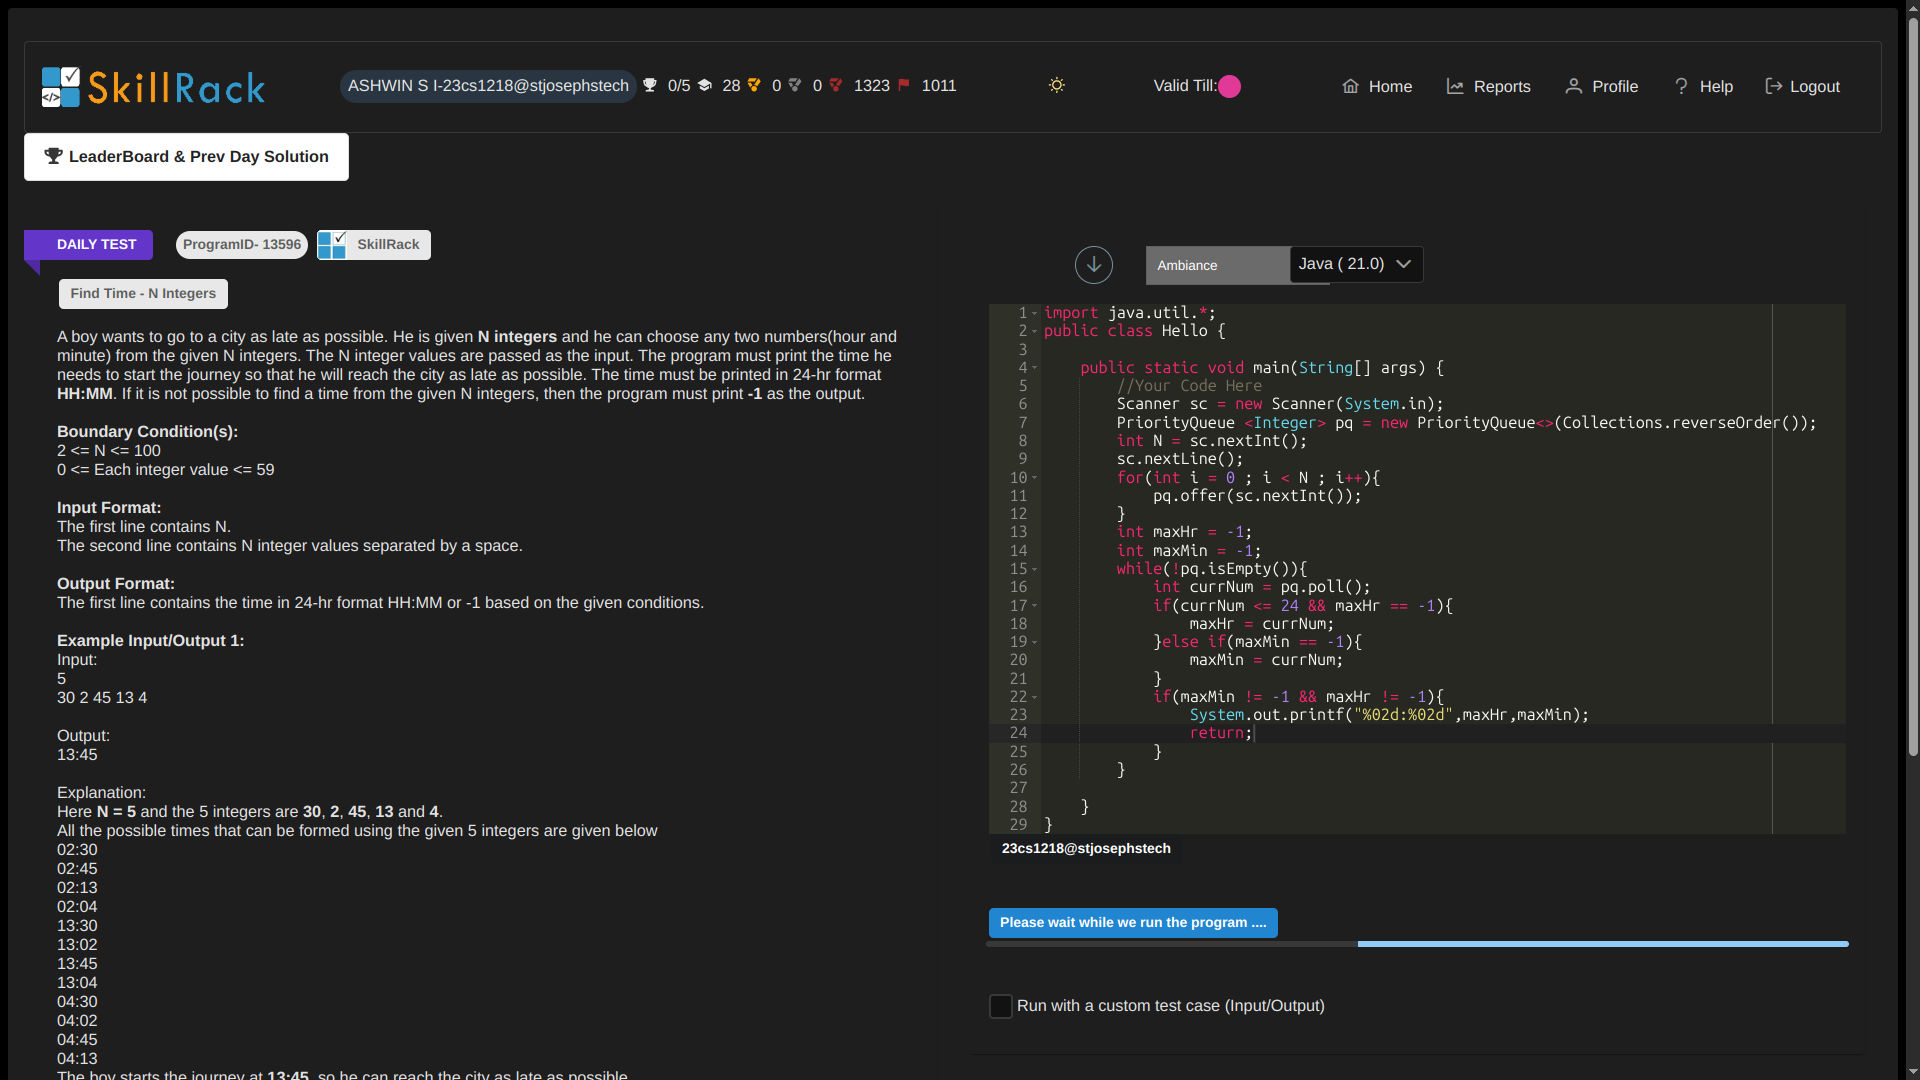 SkillRack
ASHWIN S I-23cs1218@stjosephstech 0/5 28 0 0 1323 1011
Valid Till:
Home Reports Profile Help Logout
LeaderBoard & Prev Day Solution
DAILY TEST ProgramID- 13596 SkillRack
Find Time - N Integers
A boy wants to go to a city as late as possible. He is given N integers and he can choose any two numbers(hour and
minute) from the given N integers. The N integer values are passed as the input. The program must print the time he
needs to start the journey so that he will reach the city as late as possible. The time must be printed in 24-hr format
HH:MM. If it is not possible to find a time from the given N integers, then the program must print -1 as the output.
Boundary Condition(s):
2 <= N <= 100
0 <= Each integer value <= 59
Input Format:
The first line contains N.
The second line contains N integer values separated by a space.
Output Format:
The first line contains the time in 24-hr format HH:MM or -1 based on the given conditions.
Example Input/Output 1:
Input:
5
30 2 45 13 4
Output:
13:45
Explanation:
Here N = 5 and the 5 integers are 30, 2, 45, 13 and 4.
All the possible times that can be formed using the given 5 integers are given below
02:30
02:45
02:13
02:04
13:30
13:02
13:45
13:04
04:30
04:02
04:45
04:13
The boy starts the journey at 13:45, so he can reach the city as late as possible.
Ambiance
Java ( 21.0)
1 import java.util.*;
2 public class Hello {
3
4 public static void main(String[] args) {
5 //Your Code Here
6 Scanner sc = new Scanner(System.in);
7 PriorityQueue <Integer> pq = new PriorityQueue<>(Collections.reverseOrder());
8 int N = sc.nextInt();
9 sc.nextLine();
10 for(int i = 0 ; i < N ; i++){
11 pq.offer(sc.nextInt());
12 }
13 int maxHr = -1;
14 int maxMin = -1;
15 while(!pq.isEmpty()){
16 int currNum = pq.poll();
17 if(currNum <= 24 && maxHr == -1){
18 maxHr = currNum;
19 }else if(maxMin == -1){
20 maxMin = currNum;
21 }
22 if(maxMin != -1 && maxHr != -1){
23 System.out.printf("%02d:%02d",maxHr,maxMin);
24 return;
25 }
26 }
27
28 }
29 }
23cs1218@stjosephstech
Please wait while we run the program ....
Run with a custom test case (Input/Output)